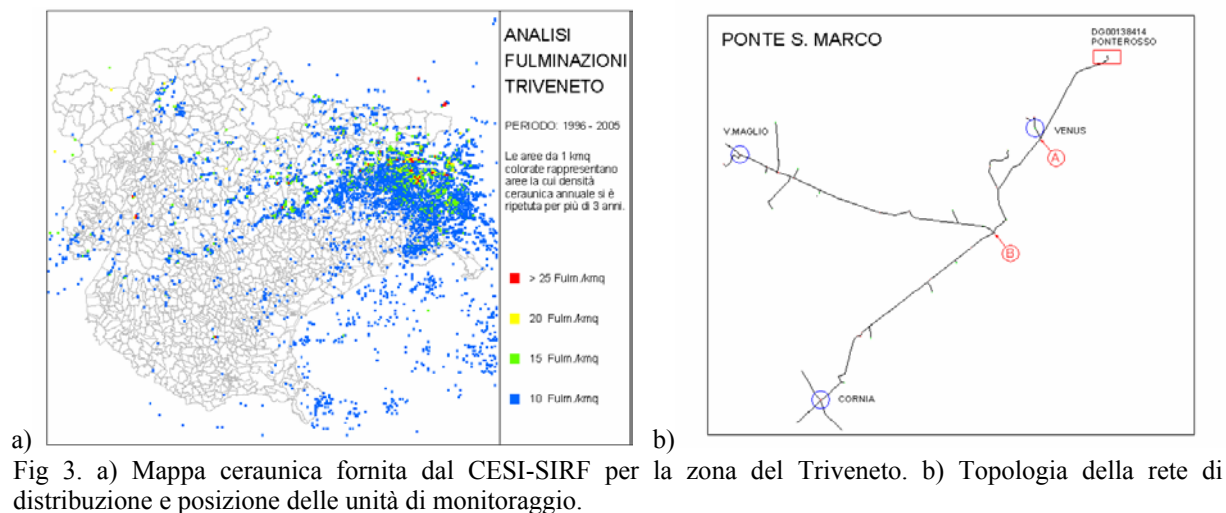 ANALISI
FULMINAZIONI
TRIVENETO
PERIODO: 1996 - 2005
Le aree da 1 kmq
colorate rappresentano
aree la cui densità
ceraunica annuale si è
ripetuta per più di 3 anni.
> 25 Fulm./kmq
20 Fulm./kmq
15 Fulm./kmq
10 Fulm./kmq
a)
PONTE S. MARCO
DG00138414
PONTEROSSO
V.MAGLIO
VENUS
A
B
CORNIA
b)
Fig 3. a) Mappa ceraunica fornita dal CESI-SIRF per la zona del Triveneto. b) Topologia della rete di
distribuzione e posizione delle unità di monitoraggio.